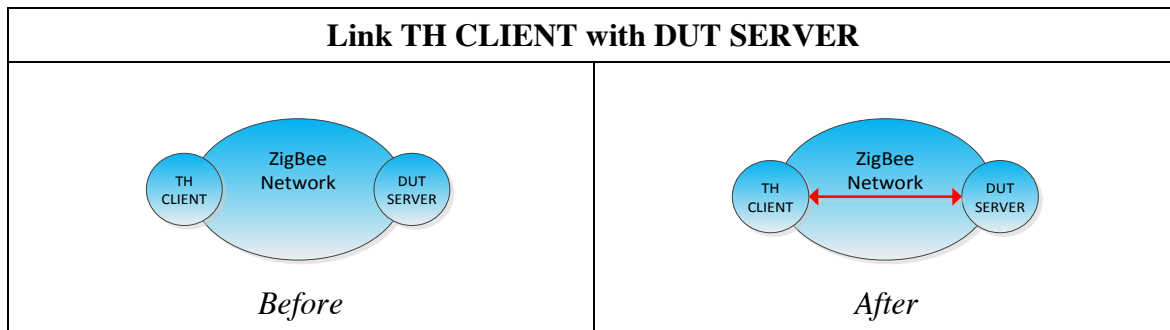 Link TH CLIENT with DUT SERVER
ZigBee
Network
TH
CLIENT
DUT
SERVER
Before
ZigBee
Network
TH
CLIENT
DUT
SERVER
After